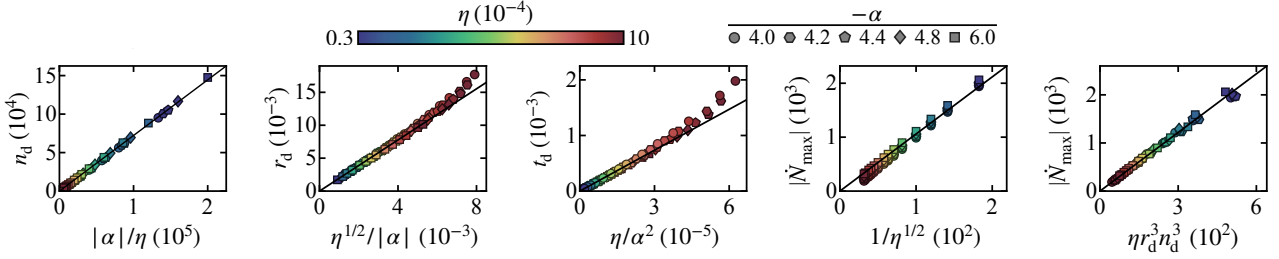 η (10⁻⁴)
0.3 10
−α
4.0 4.2 4.4 4.8 6.0
n_d (10⁴)
15
10
5
0
0 1 2
|α|/η (10⁵)
r_d (10⁻³)
15
10
5
0
0 4 8
η^{1/2}/|α| (10⁻³)
t_d (10⁻³)
2
1
0
0 3 6
η/α² (10⁻⁵)
|Ṅ_max| (10³)
2
1
0
0 1 2
1/η^{1/2} (10²)
|Ṅ_max| (10³)
2
1
0
0 3 6
ηr_d³n_d³ (10²)